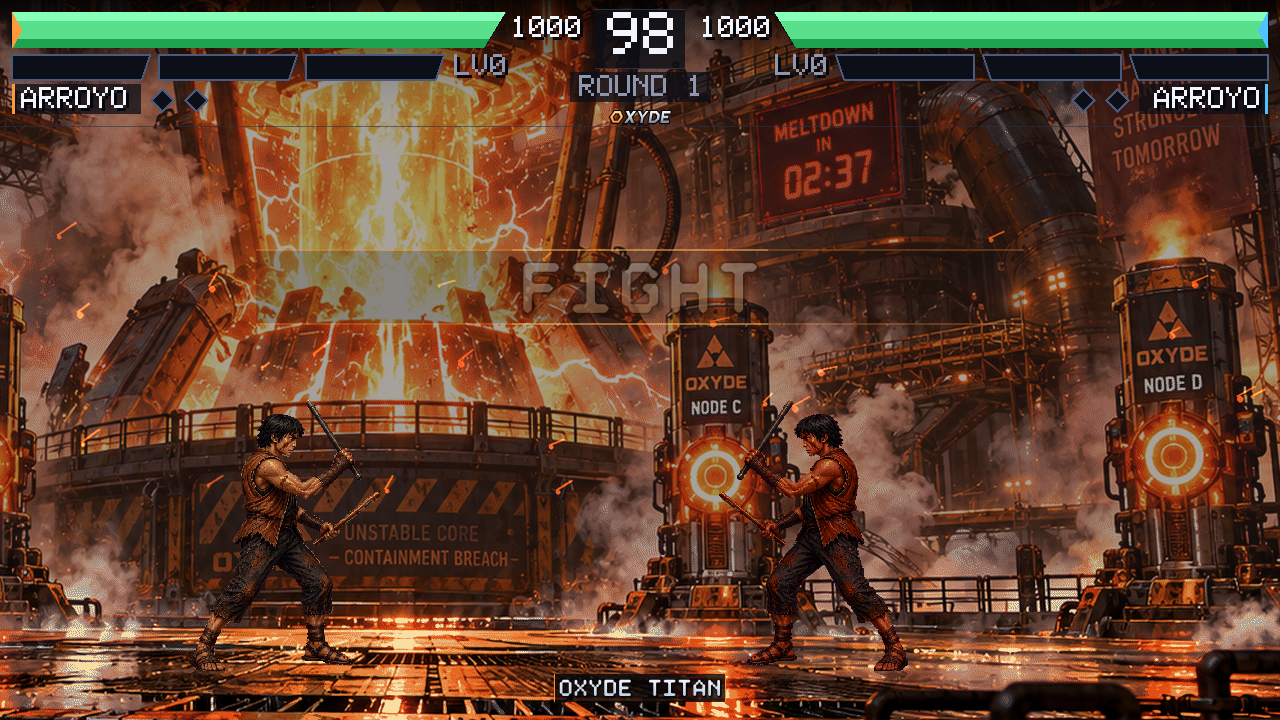 1000
98
1000
LV0
LV0
ROUND 1
ARROYO
ARROYO
OXYDE
MELTDOWN
IN
02:37
STRONGER
TOMORROW
FIGHT
OXYDE
NODE C
OXYDE
NODE D
UNSTABLE CORE
- CONTAINMENT BREACH -
OXYDE TITAN